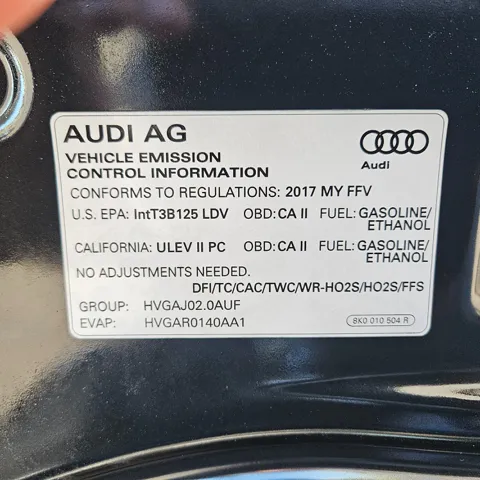 AUDI AG
Audi
VEHICLE EMISSION
CONTROL INFORMATION
CONFORMS TO REGULATIONS: 2017 MY FFV
U.S. EPA: IntT3B125 LDV OBD: CA II FUEL: GASOLINE/
ETHANOL
CALIFORNIA: ULEV II PC OBD: CA II FUEL: GASOLINE/
ETHANOL
NO ADJUSTMENTS NEEDED.
DFI/TC/CAC/TWC/WR-HO2S/HO2S/FFS
GROUP: HVGAJ02.0AUF
EVAP: HVGAR0140AA1
8K0 010 504 R